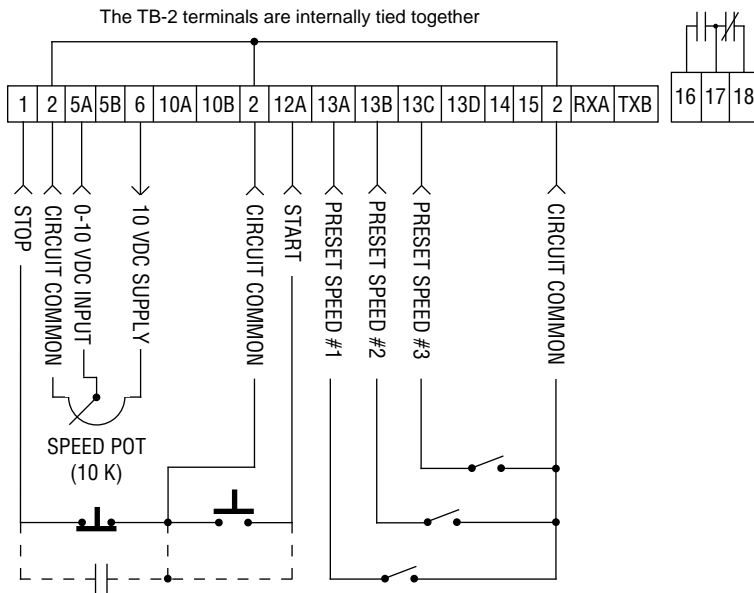 The TB-2 terminals are internally tied together
1 2 5A 5B 6 10A 10B 2 12A 13A 13B 13C 13D 14 15 2 RXA TXB
16 17 18
STOP
CIRCUIT COMMON
0-10 VDC INPUT
10 VDC SUPPLY
CIRCUIT COMMON
START
PRESET SPEED #1
PRESET SPEED #2
PRESET SPEED #3
CIRCUIT COMMON
SPEED POT
(10 K)